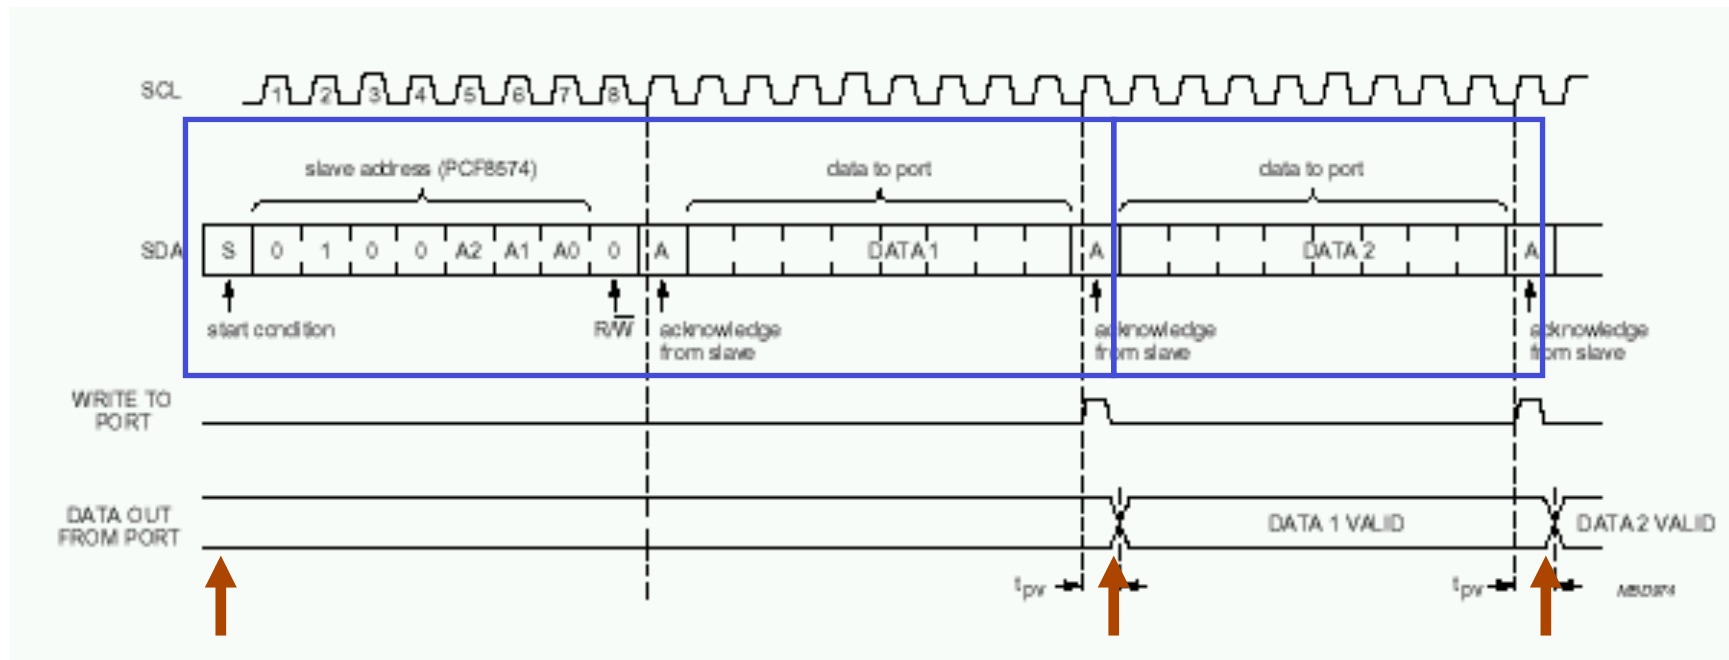 SCL
1 2 3 4 5 6 7 8
slave address (PCF8574) data to port data to port
SDA S 0 1 0 0 A2 A1 A0 0 A DATA 1 A DATA 2 A
start condition R/W acknowledge acknowledge acknowledge
from slave from slave from slave
WRITE TO
PORT
DATA OUT
FROM PORT
DATA 1 VALID DATA 2 VALID
tpv tpv